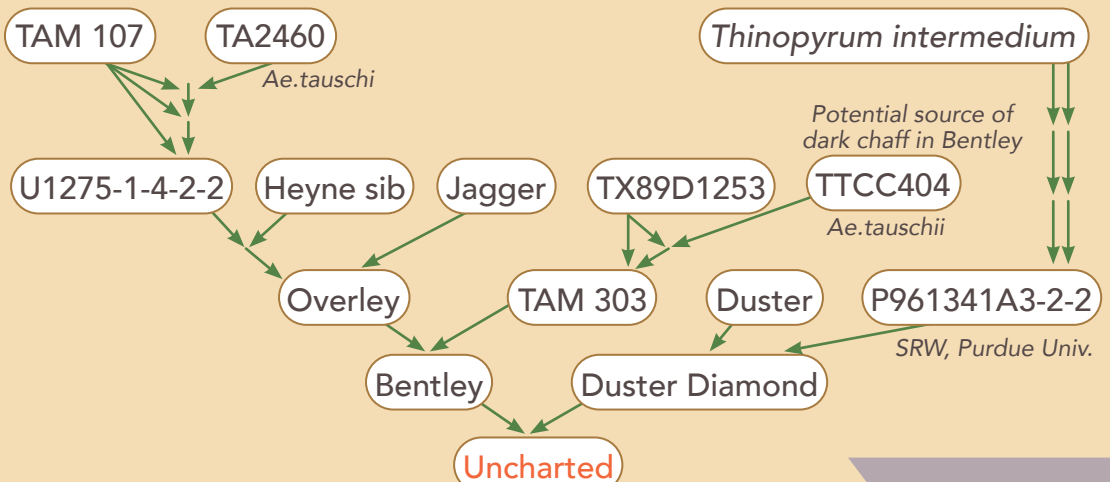 TAM 107
TA2460
Thinopyrum intermedium
Ae.tauschi
Potential source of
dark chaff in Bentley
U1275-1-4-2-2
Heyne sib
Jagger
TX89D1253
TTCC404
Ae.tauschii
Overley
TAM 303
Duster
P961341A3-2-2
SRW, Purdue Univ.
Bentley
Duster Diamond
Uncharted